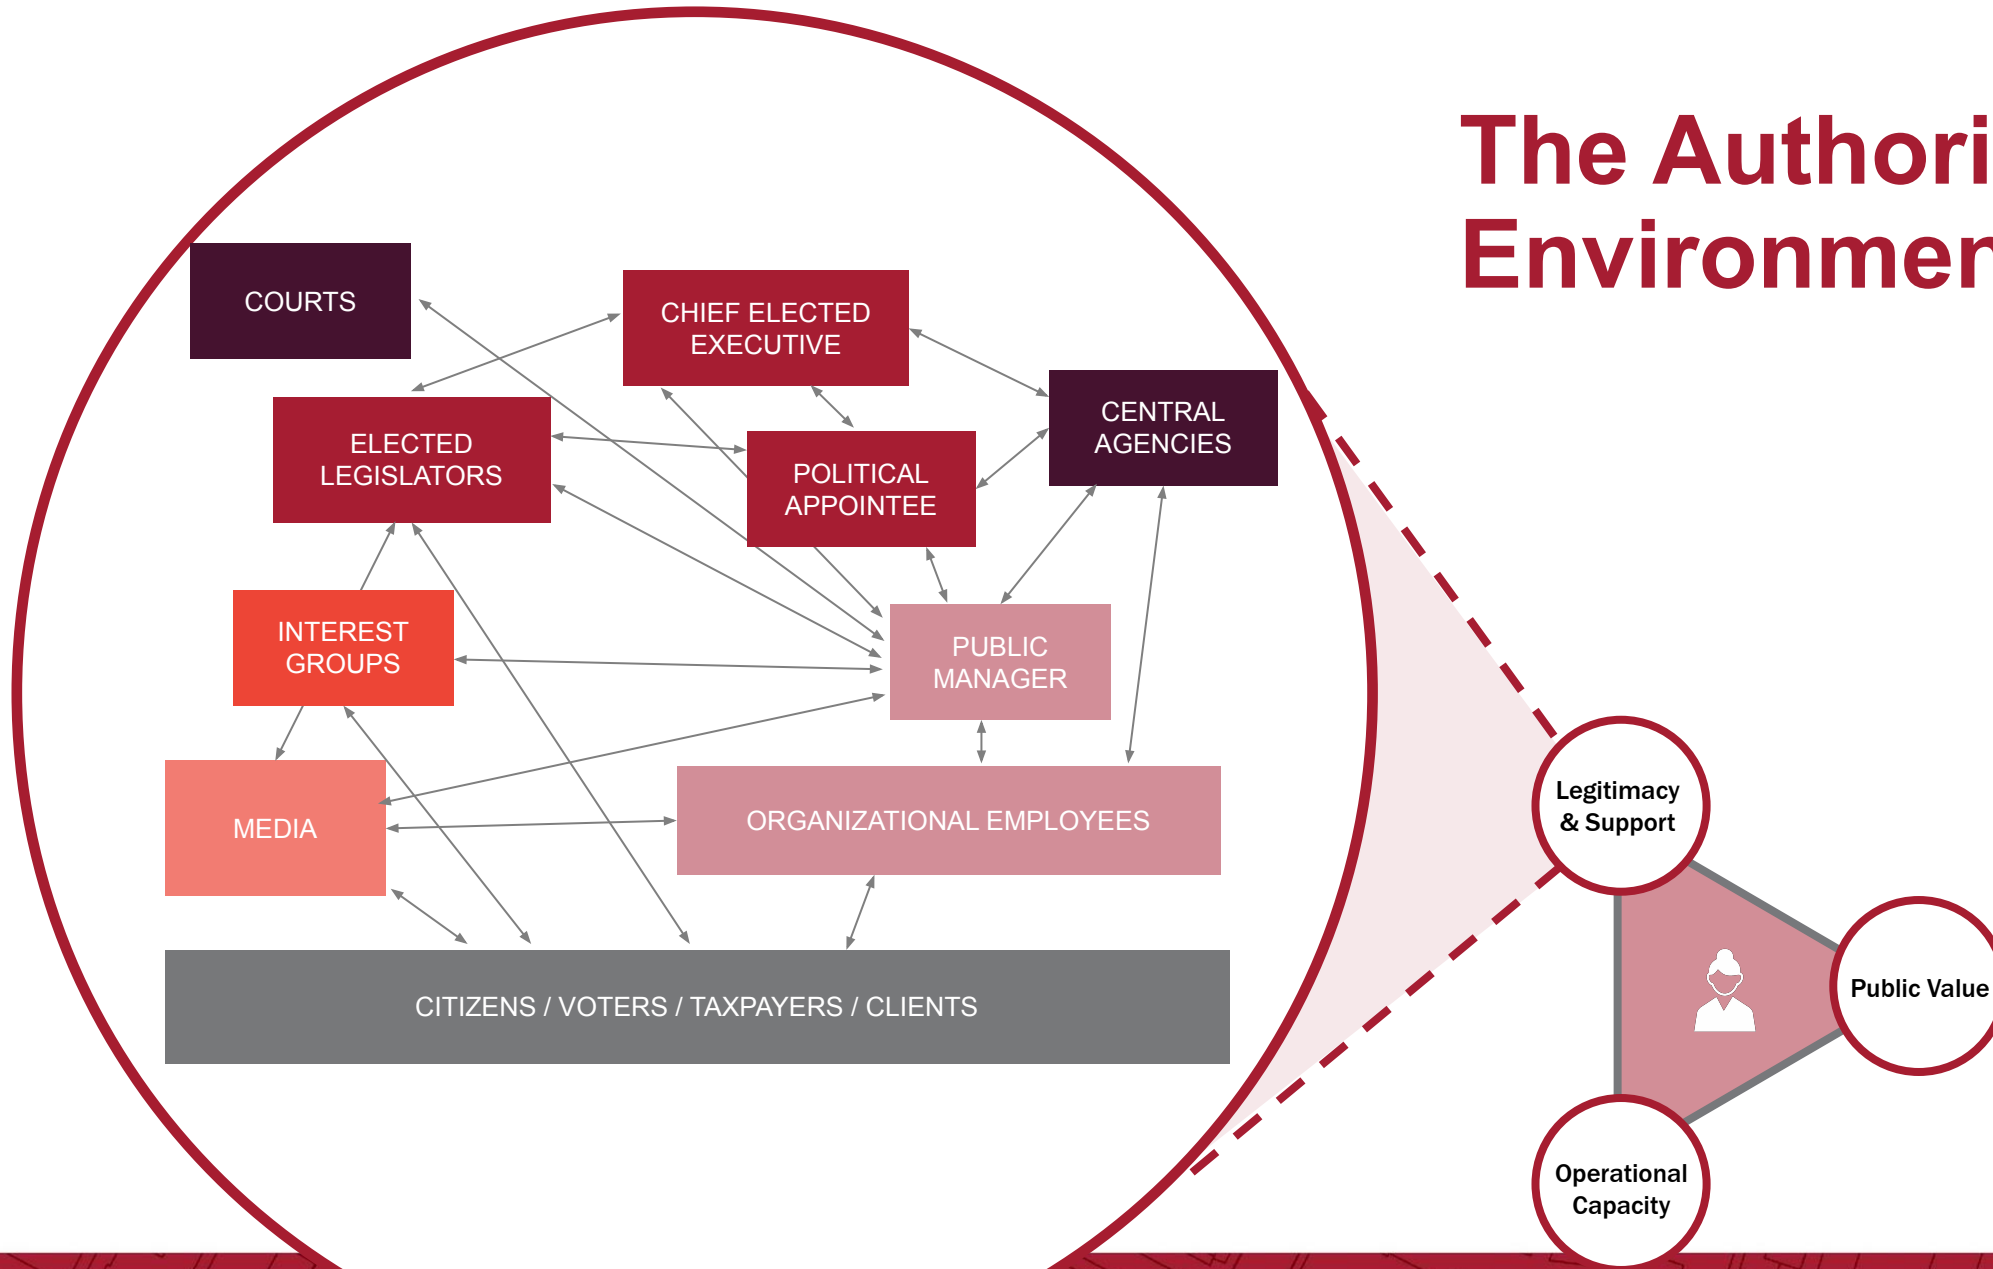 The Authori
Environmen
COURTS
CHIEF ELECTED
EXECUTIVE
CENTRAL
AGENCIES
ELECTED
LEGISLATORS
POLITICAL
APPOINTEE
INTEREST
GROUPS
PUBLIC
MANAGER
MEDIA
ORGANIZATIONAL EMPLOYEES
CITIZENS / VOTERS / TAXPAYERS / CLIENTS
Legitimacy
& Support
Public Value
Operational
Capacity